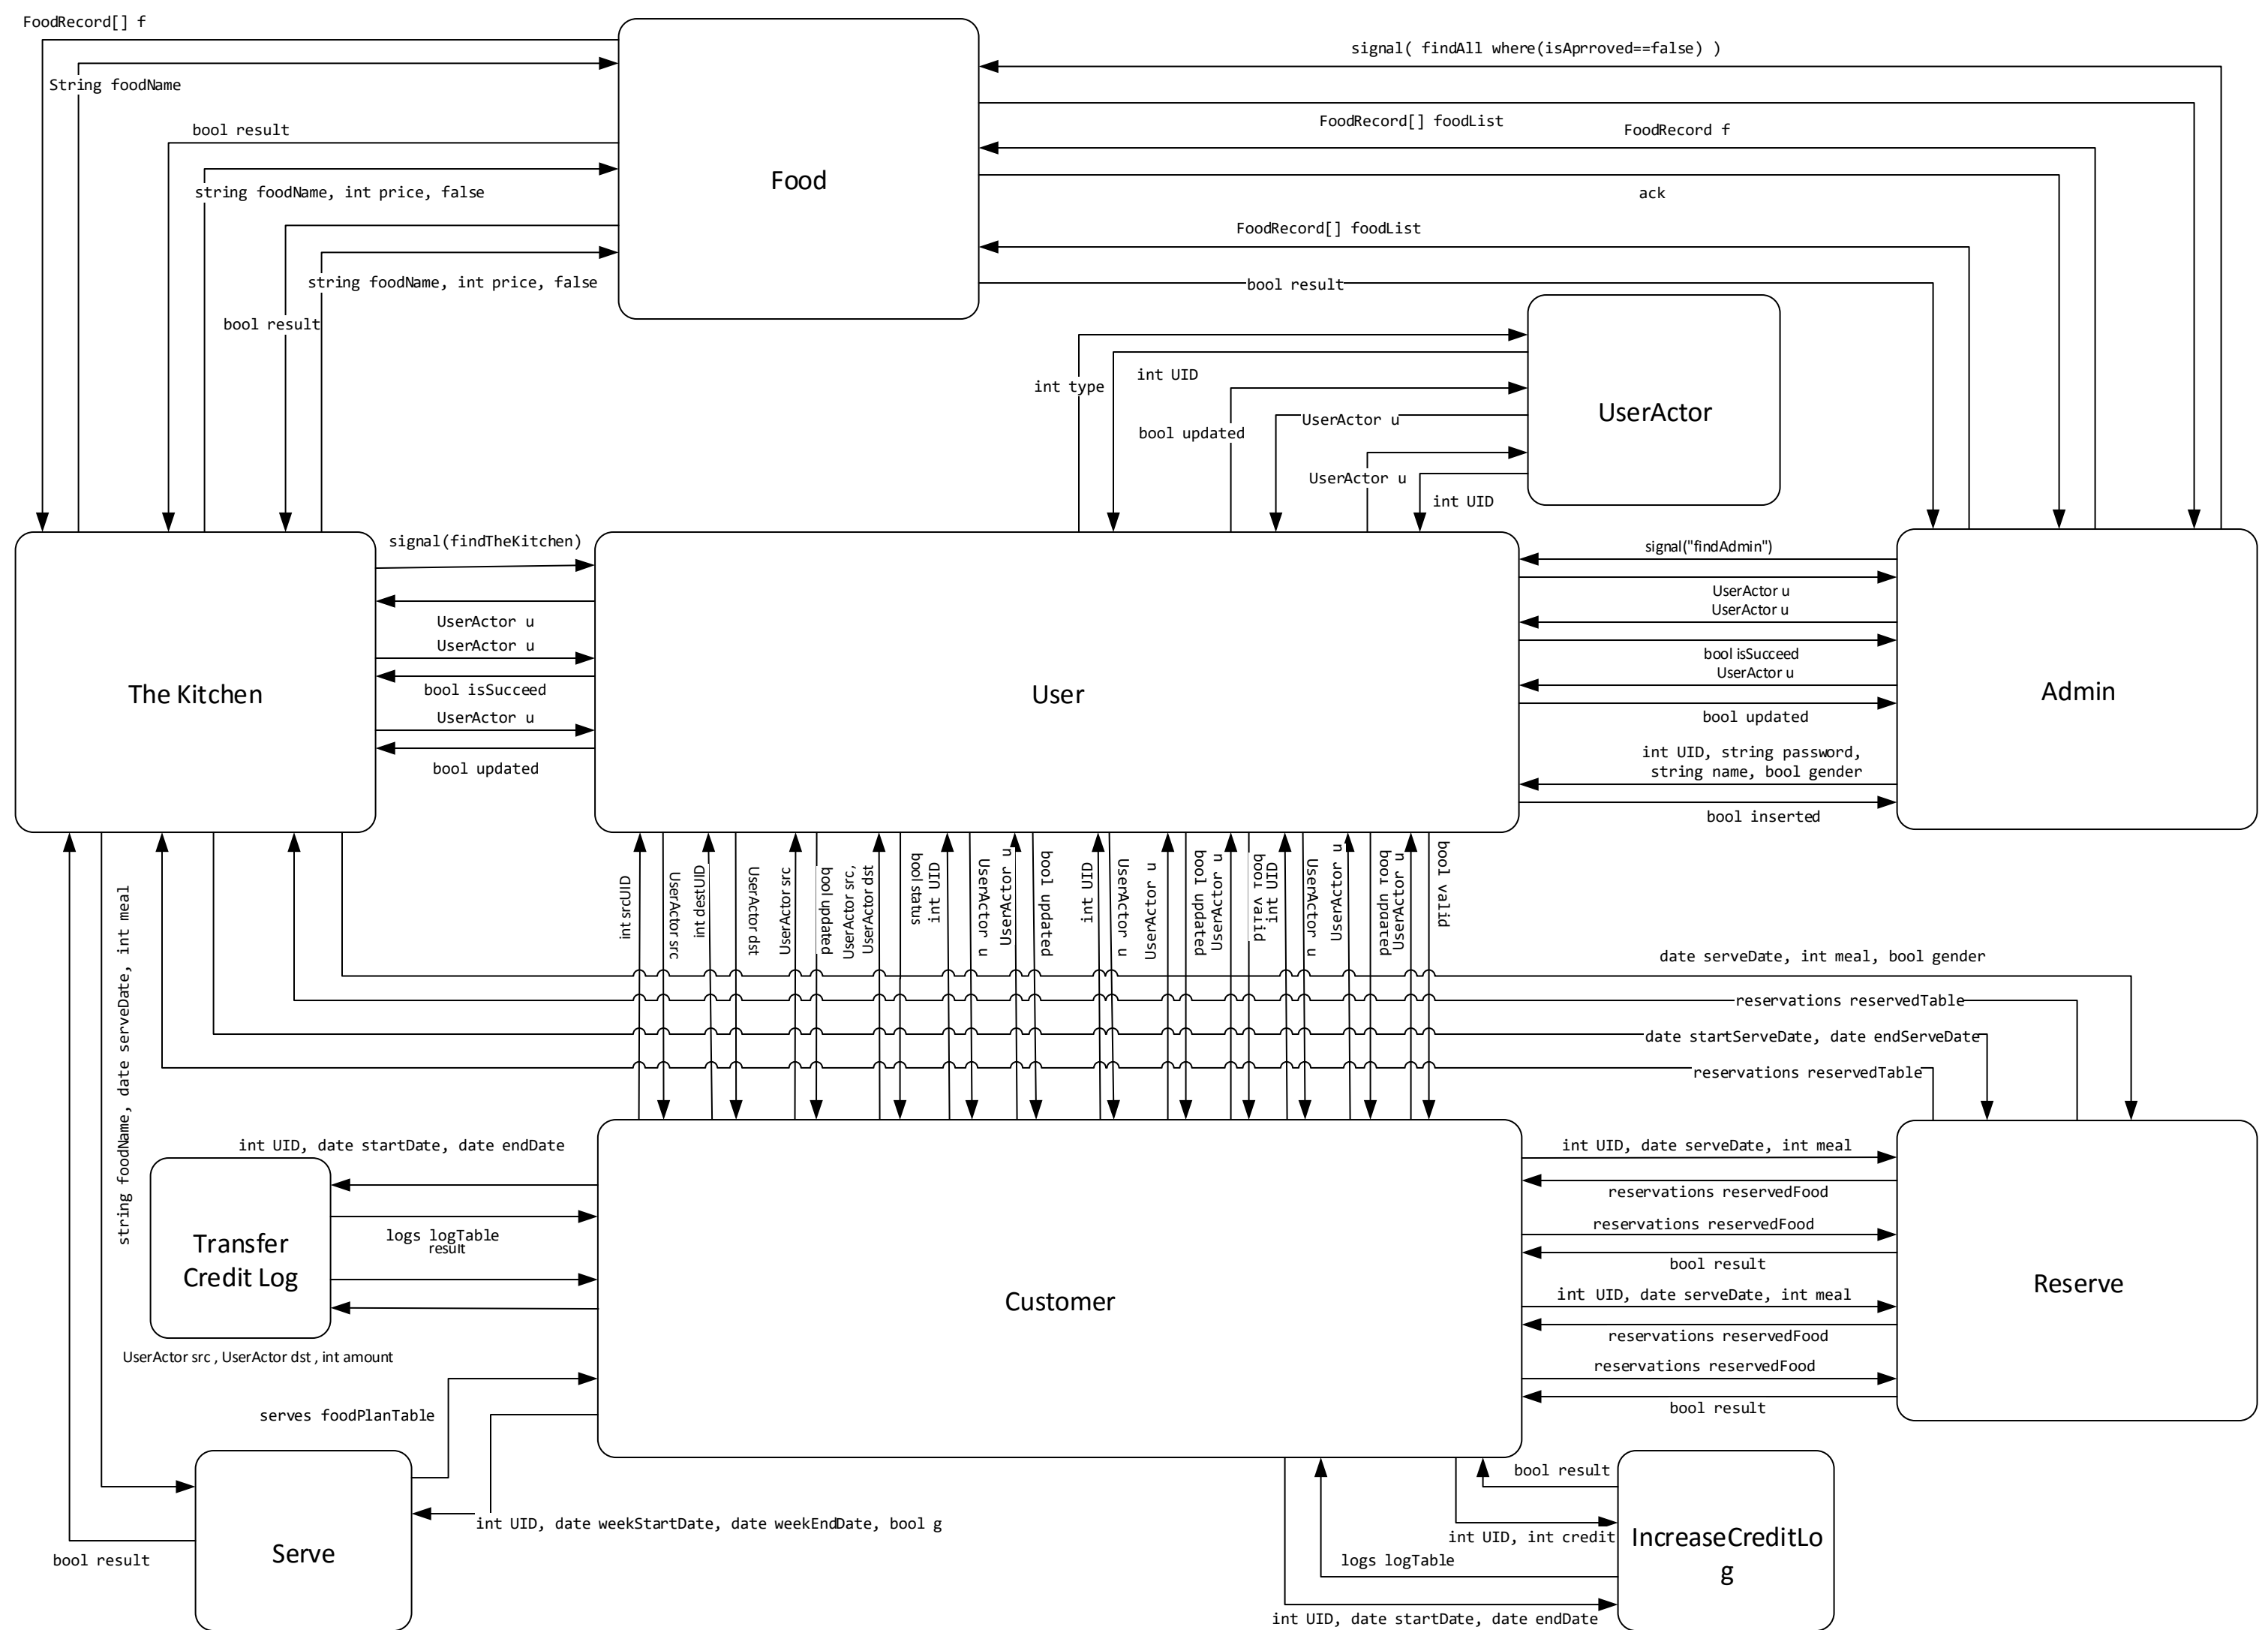 FoodRecord[] f
signal( findAll where(isAprroved==false) )
String foodName
FoodRecord[] foodList
FoodRecord f
bool result
Food
string foodName, int price, false
ack
FoodRecord[] foodList
string foodName, int price, false
bool result
bool result
int type
int UID
UserActor
bool updated
UserActor u
UserActor u
int UID
signal(findTheKitchen)
signal("findAdmin")
UserActor u
UserActor u
UserActor u
UserActor u
The Kitchen
User
Admin
bool isSucceed
bool isSucceed
UserActor u
UserActor u
bool updated
bool updated
int UID, string password,
string name, bool gender
bool inserted
int srcUID
UserActor src
int destUID
UserActor dst
UserActor src
bool updated
UserActor src,
UserActor dst
bool status
int UID
UserActor u
UserActor u
bool updated
int UID
UserActor u
UserActor u
bool updated
UserActor u
bool valid
int UID
UserActor u
UserActor u
bool updated
UserActor u
bool valid
string foodName, date serveDate, int meal
date serveDate, int meal, bool gender
reservations reservedTable
date startServeDate, date endServeDate
reservations reservedTable
int UID, date startDate, date endDate
int UID, date serveDate, int meal
reservations reservedFood
logs logTable
result
Transfer
Credit Log
reservations reservedFood
bool result
Customer
Reserve
int UID, date serveDate, int meal
reservations reservedFood
UserActor src , UserActor dst , int amount
reservations reservedFood
serves foodPlanTable
bool result
bool result
int UID, date weekStartDate, date weekEndDate, bool g
int UID, int credit
IncreaseCreditLo
g
Serve
bool result
logs logTable
int UID, date startDate, date endDate